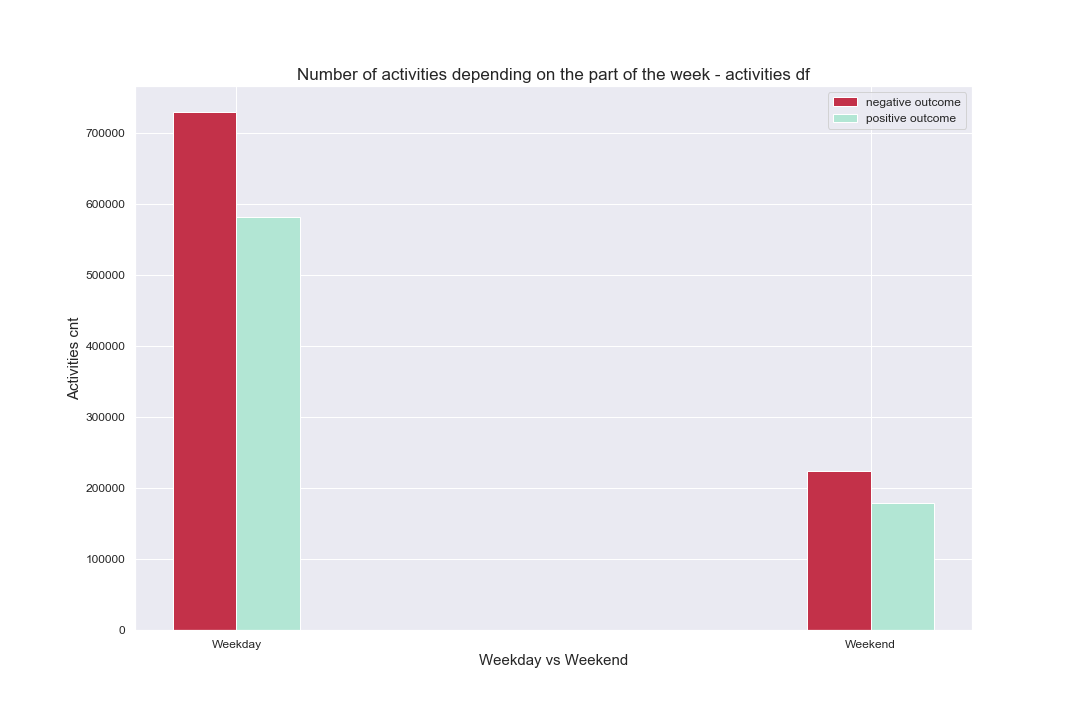 Number of activities depending on the part of the week - activities df
negative outcome
positive outcome
700000
600000
500000
400000
300000
200000
100000
0
Activities cnt
Weekday
Weekend
Weekday vs Weekend